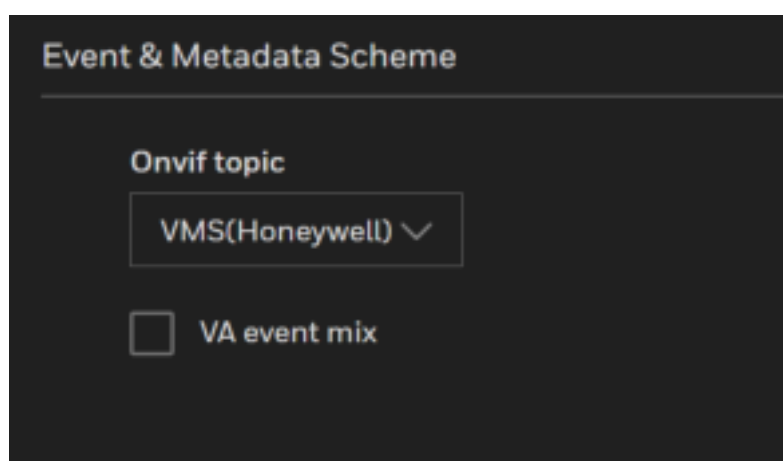 Event & Metadata Scheme
Onvif topic
VMS(Honeywell)
VA event mix